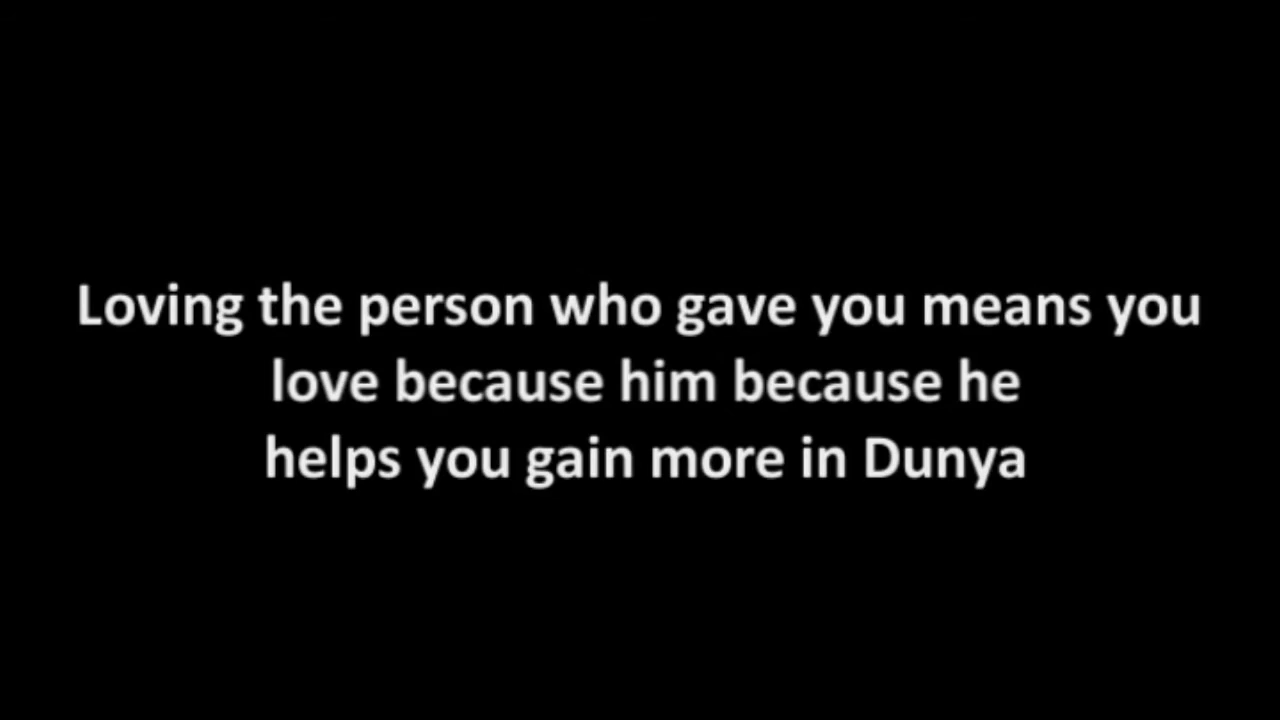 Loving the person who gave you means you
love because him because he
helps you gain more in Dunya